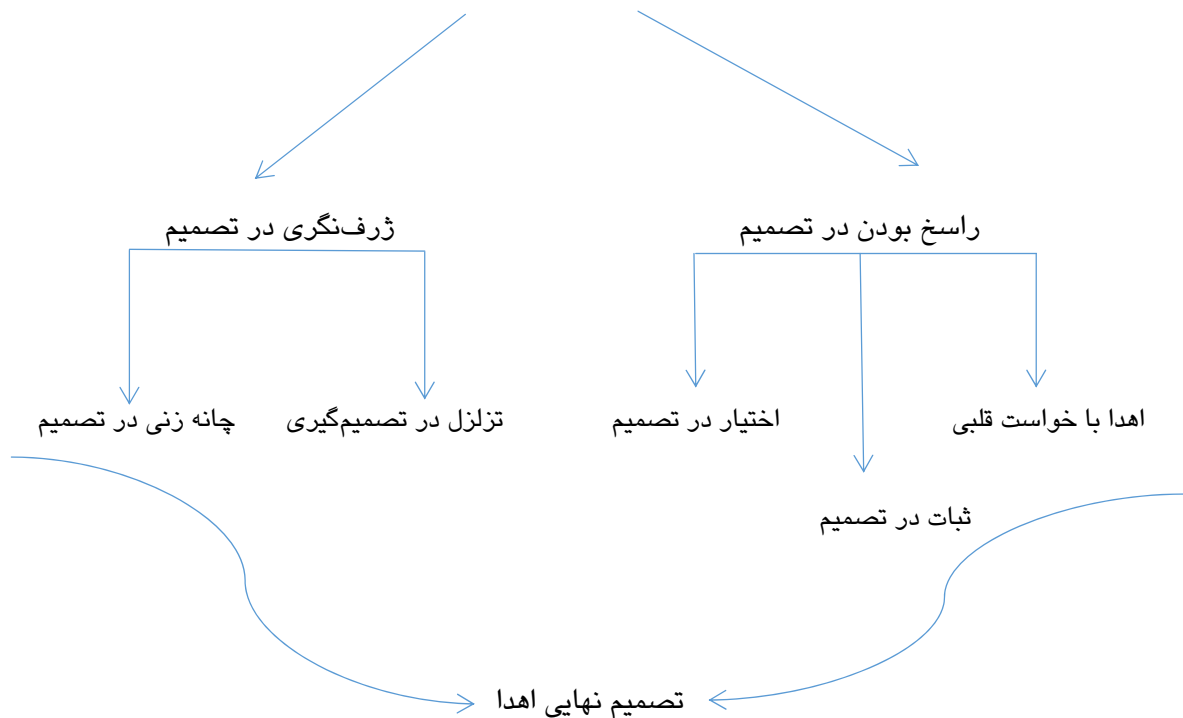 راسخ بودن در تصمیم
ژرف‌نگری در تصمیم
اهدا با خواست قلبی
اختیار در تصمیم
تزلزل در تصمیم‌گیری
چانه زنی در تصمیم
ثبات در تصمیم
تصمیم نهایی اهدا